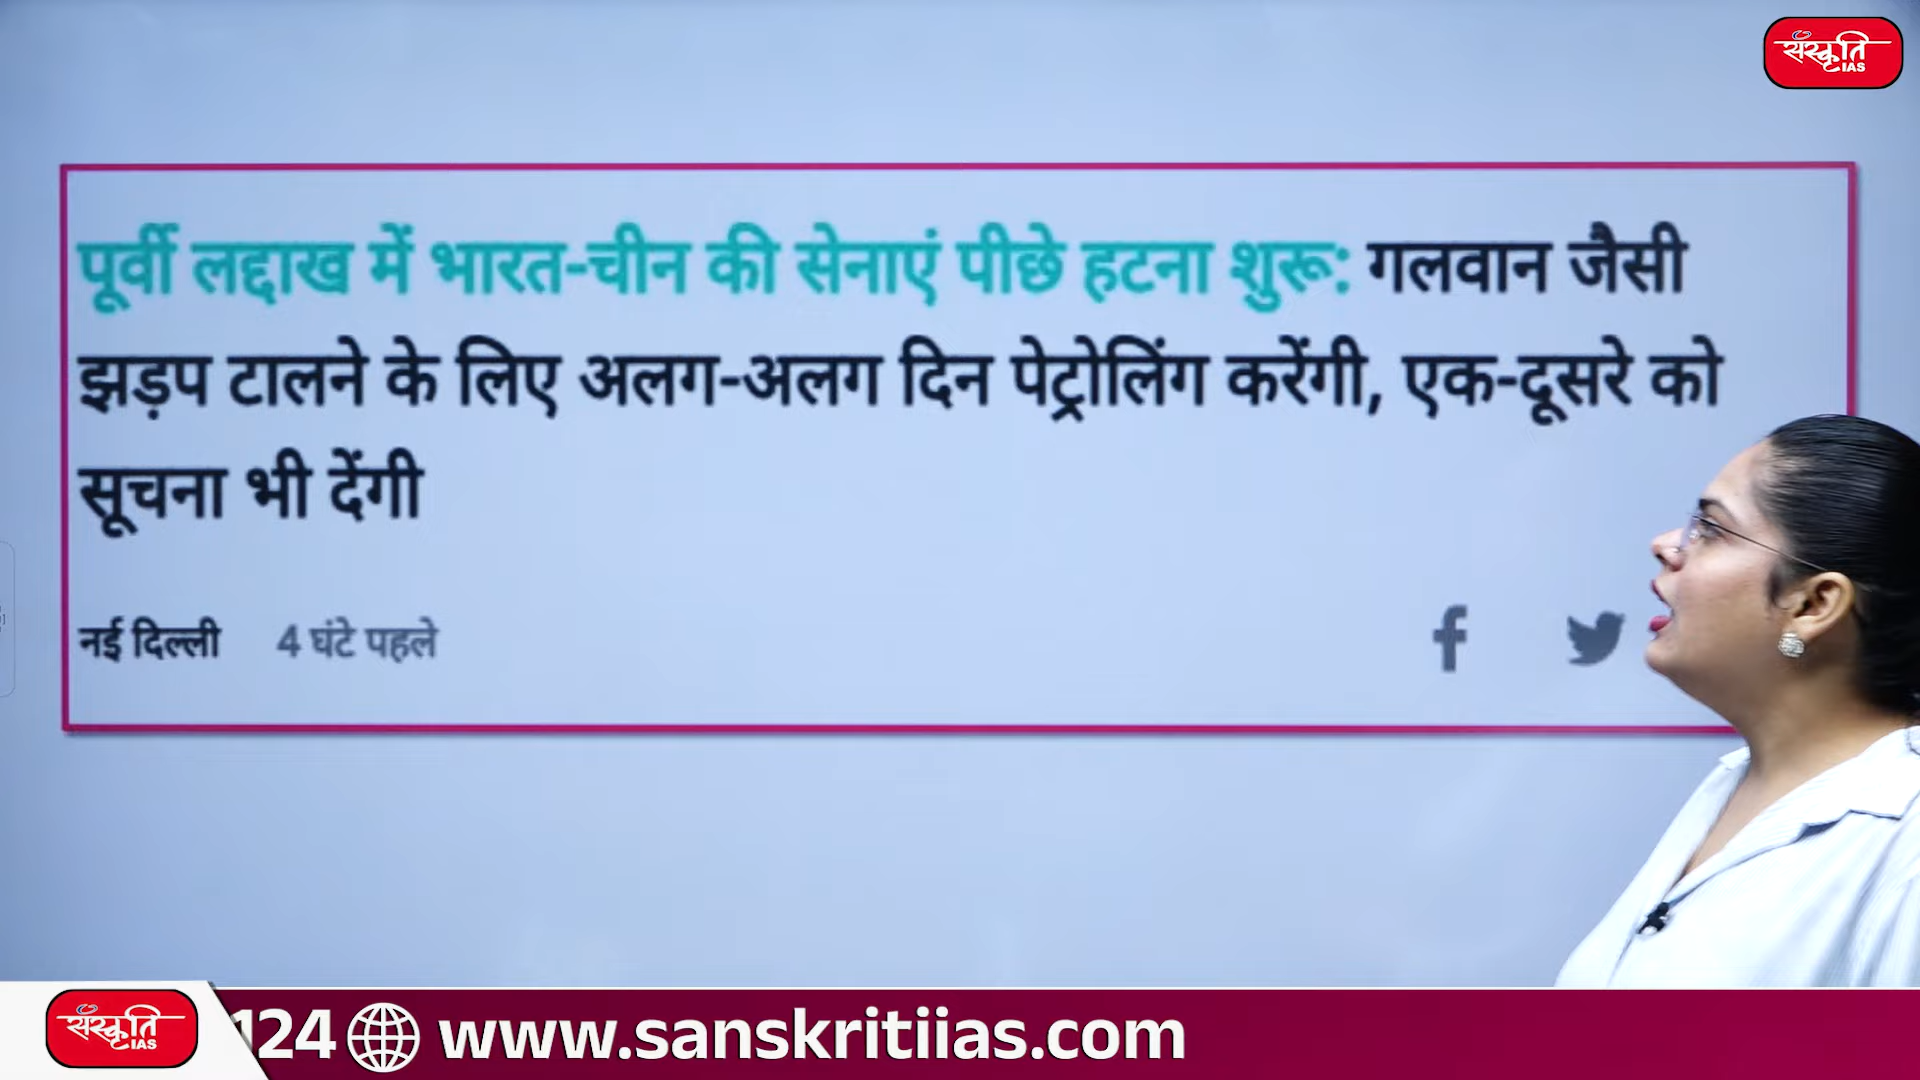 संस्कृति
IAS
पूर्वी लद्दाख में भारत-चीन की सेनाएं पीछे हटना शुरू: गलवान जैसी
झड़प टालने के लिए अलग-अलग दिन पेट्रोलिंग करेंगी, एक-दूसरे को
सूचना भी देंगी
नई दिल्ली 4 घंटे पहले
संस्कृति
IAS
124 www.sanskritiias.com